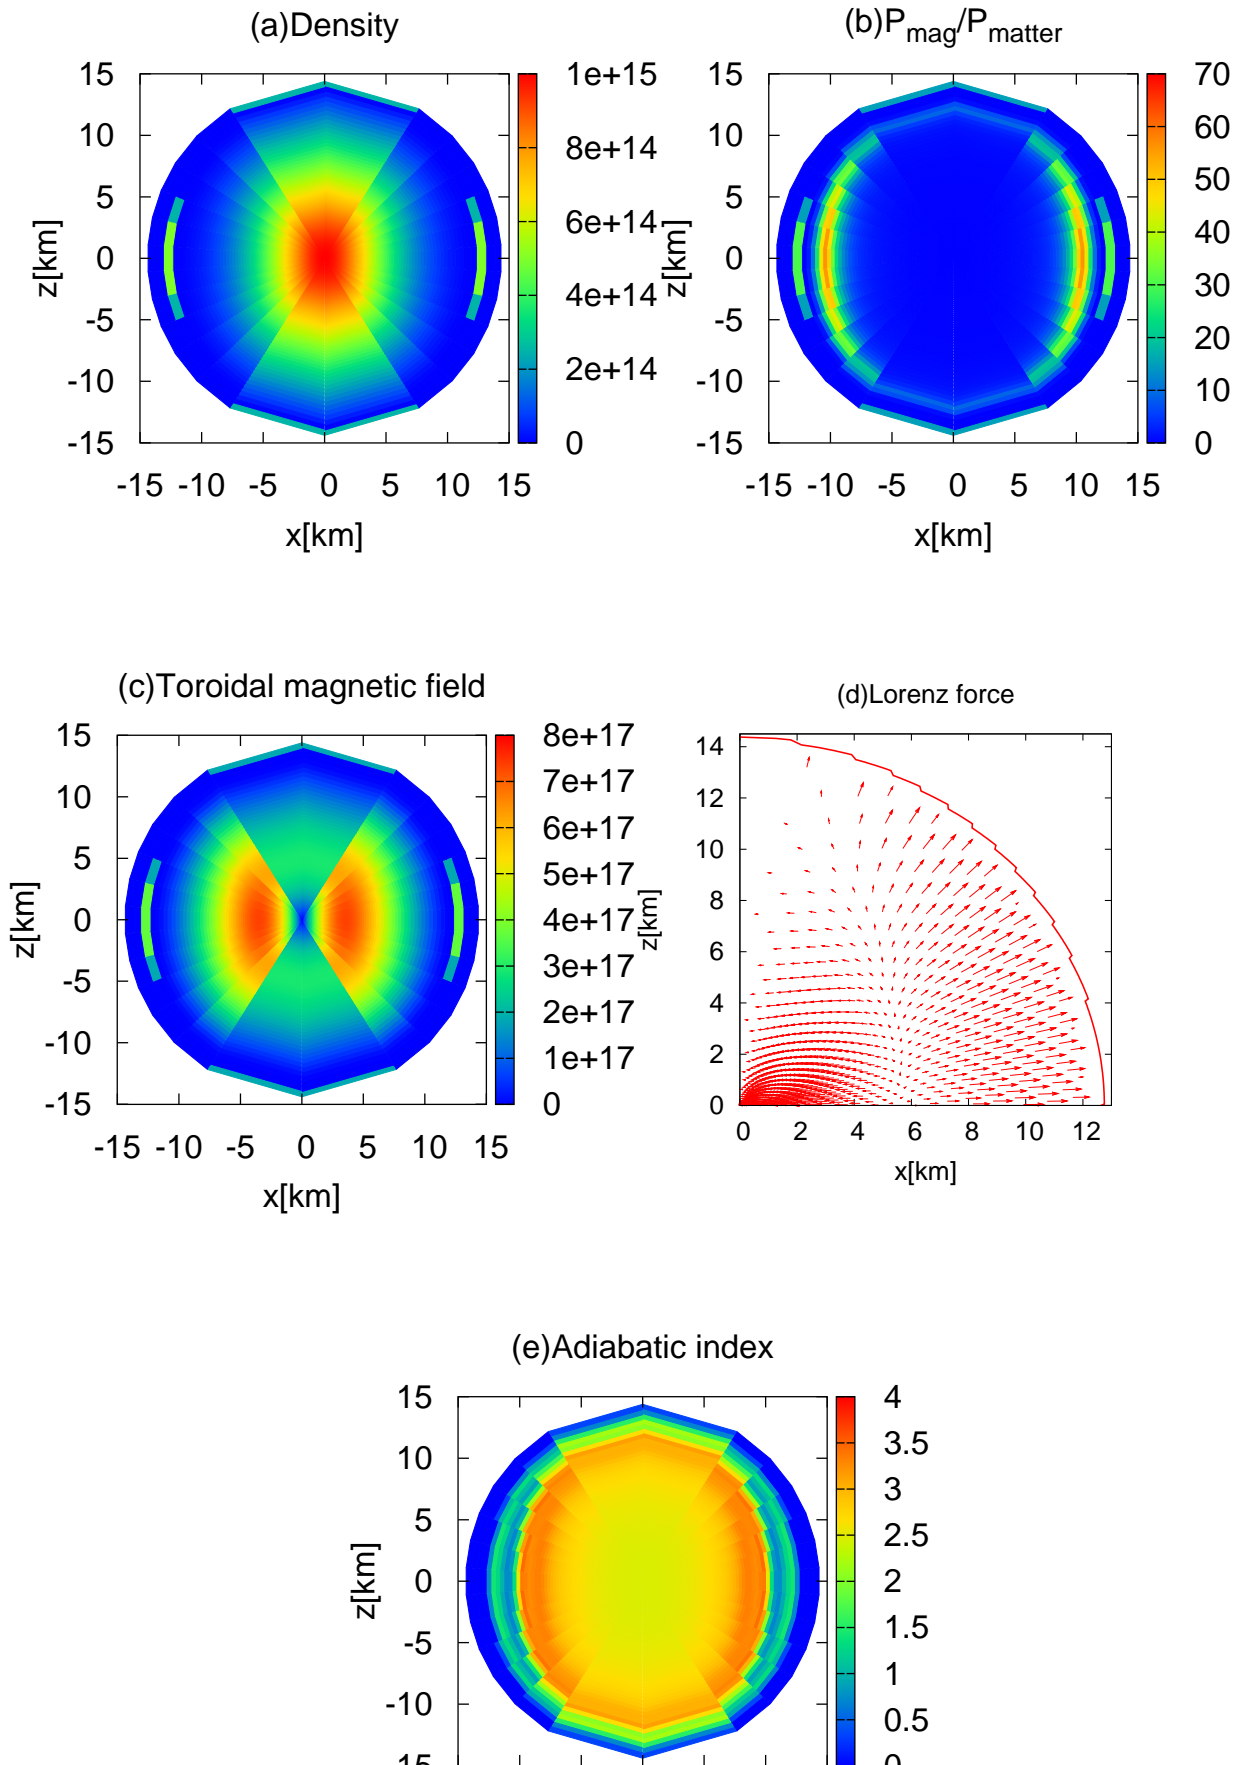 (a)Density
15
10
5
0
-5
-10
-15
z[km]
-15 -10 -5 0 5 10 15
x[km]
1e+15
8e+14
6e+14
4e+14
2e+14
0
(b)Pmag/Pmatter
15
10
5
0
-5
-10
-15
z[km]
-15 -10 -5 0 5 10 15
x[km]
70
60
50
40
30
20
10
0
(c)Toroidal magnetic field
15
10
5
0
-5
-10
-15
z[km]
-15 -10 -5 0 5 10 15
x[km]
8e+17
7e+17
6e+17
5e+17
4e+17
3e+17
2e+17
1e+17
0
(d)Lorenz force
14
12
10
8
6
4
2
0
z[km]
0 2 4 6 8 10 12
x[km]
(e)Adiabatic index
15
10
5
0
-5
-10
-15
z[km]
4
3.5
3
2.5
2
1.5
1
0.5
0